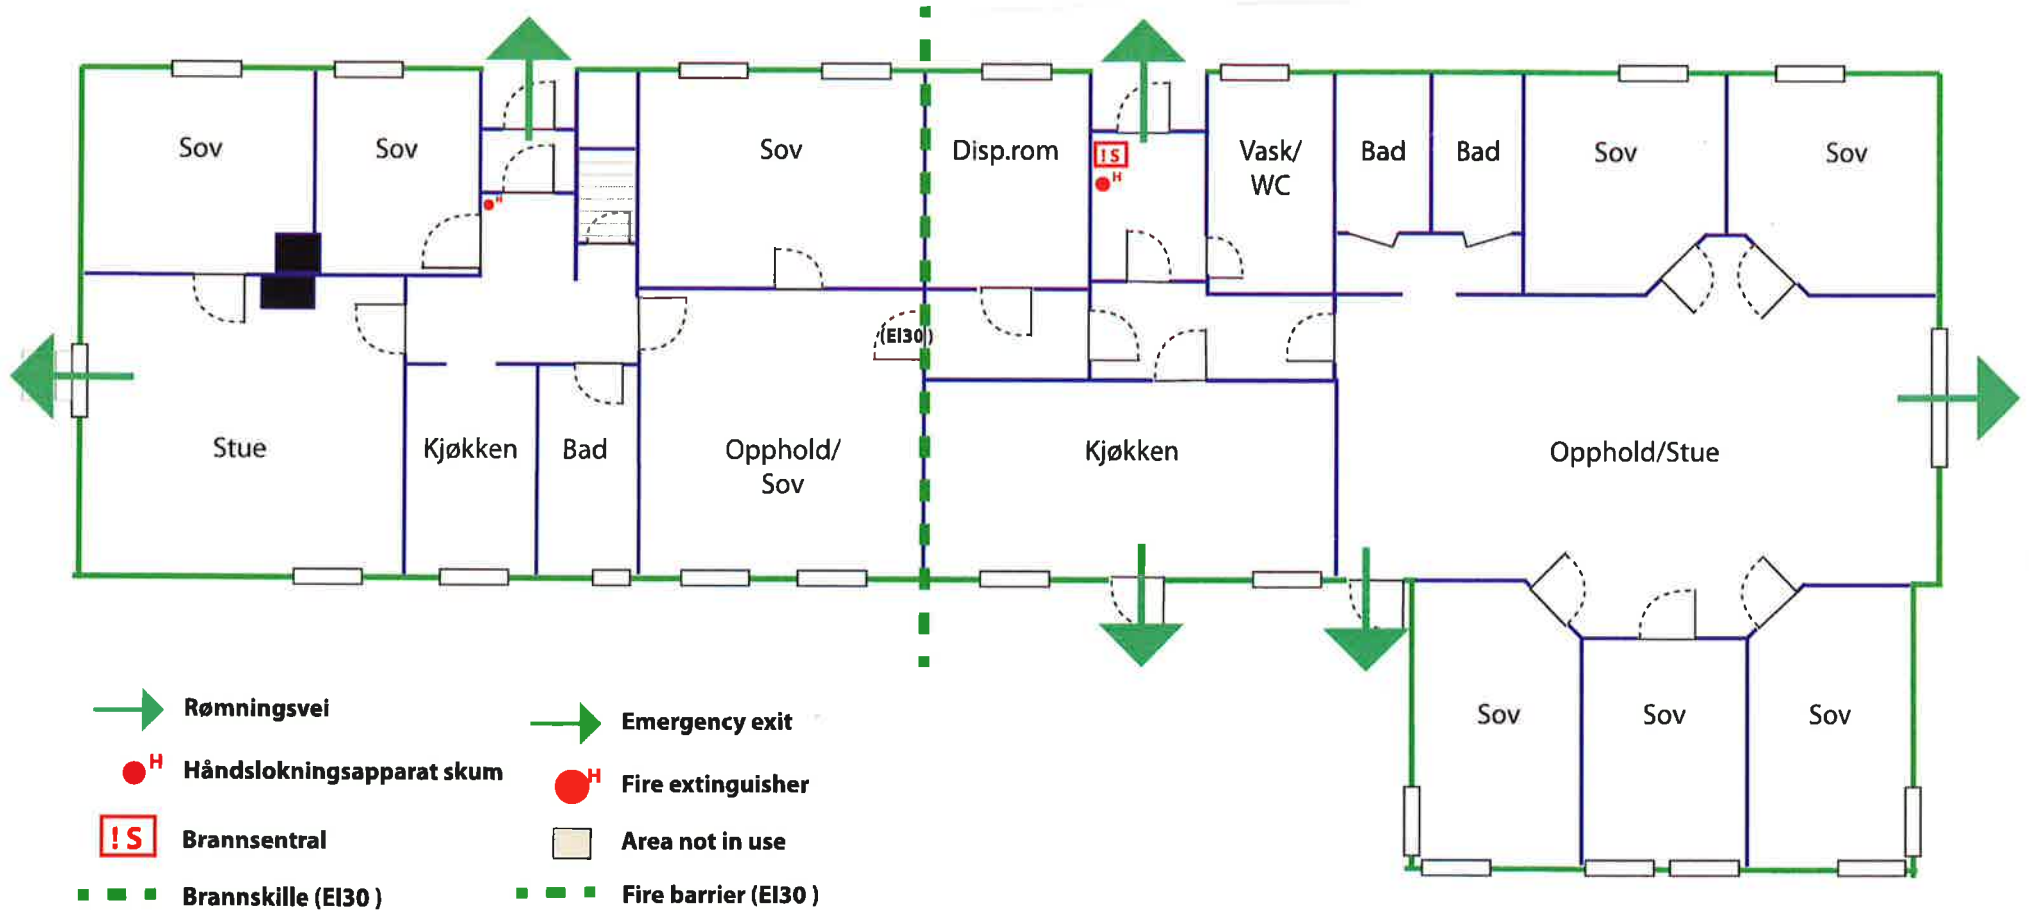 Sov
Sov
Sov
Disp.rom
! S
H
H
Vask/
WC
Bad
Bad
Sov
Sov
(EI30)
Stue
Kjøkken
Bad
Opphold/
Sov
Kjøkken
Opphold/Stue
Sov
Sov
Sov
Rømningsvei
H
Håndslokningsapparat skum
! S
Brannsentral
Brannskille (EI30 )
Emergency exit
H
Fire extinguisher
Area not in use
Fire barrier (EI30 )